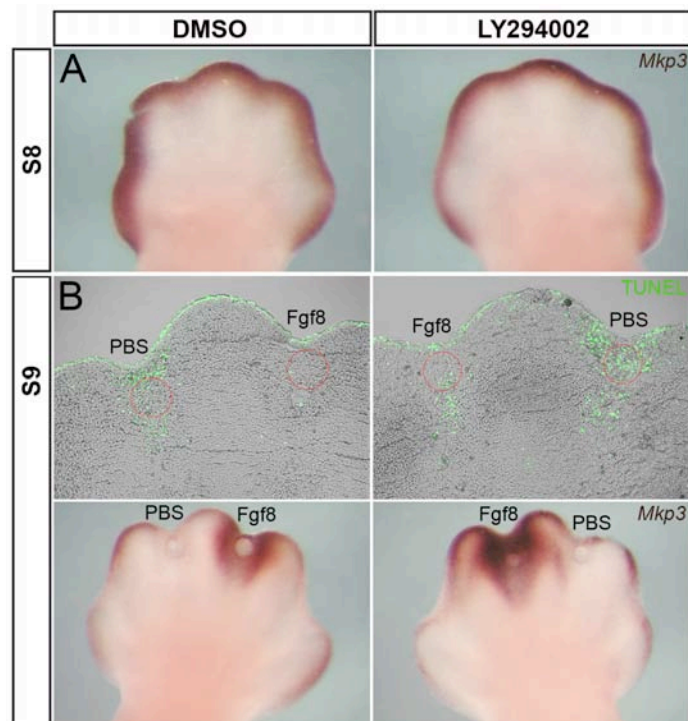 DMSO
LY294002
S8
A
Mkp3
S9
B
TUNEL
PBS
Fgf8
Fgf8
PBS
PBS
Fgf8
Fgf8
PBS
Mkp3